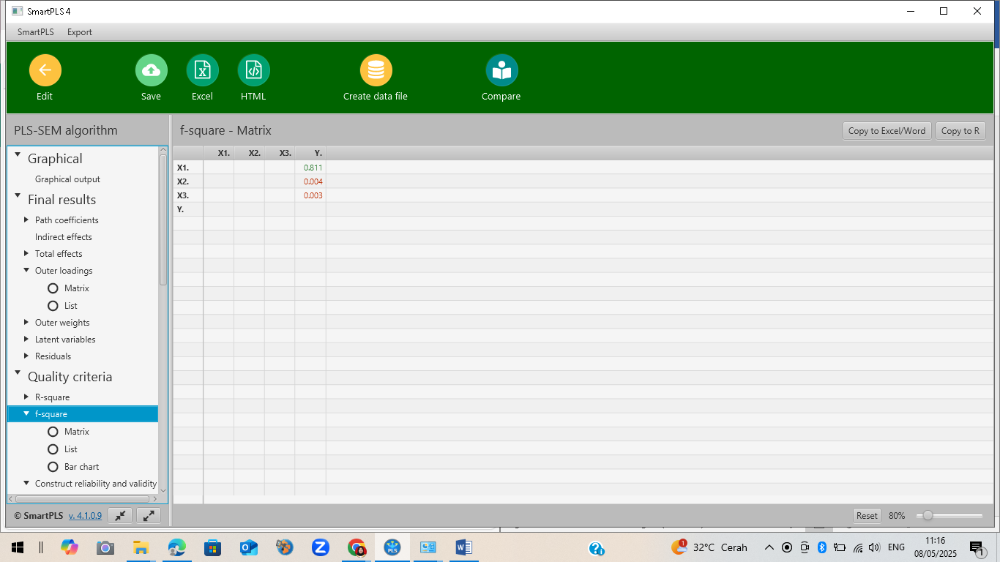 SmartPLS 4
SmartPLS Export
Edit Save Excel HTML Create data file Compare
PLS-SEM algorithm
f-square - Matrix Copy to Excel/Word Copy to R
Graphical
Graphical output
Final results
Path coefficients
Indirect effects
Total effects
Outer loadings
Matrix
List
Outer weights
Latent variables
Residuals
Quality criteria
R-square
f-square
Matrix
List
Bar chart
Construct reliability and validity
X1. X2. X3. Y.
X1. 0.811
X2. 0.004
X3. 0.003
Y.
© SmartPLS v. 4.1.0.9
Reset 80%
PLS
32°C Cerah ENG 11:16
08/05/2025
1
1